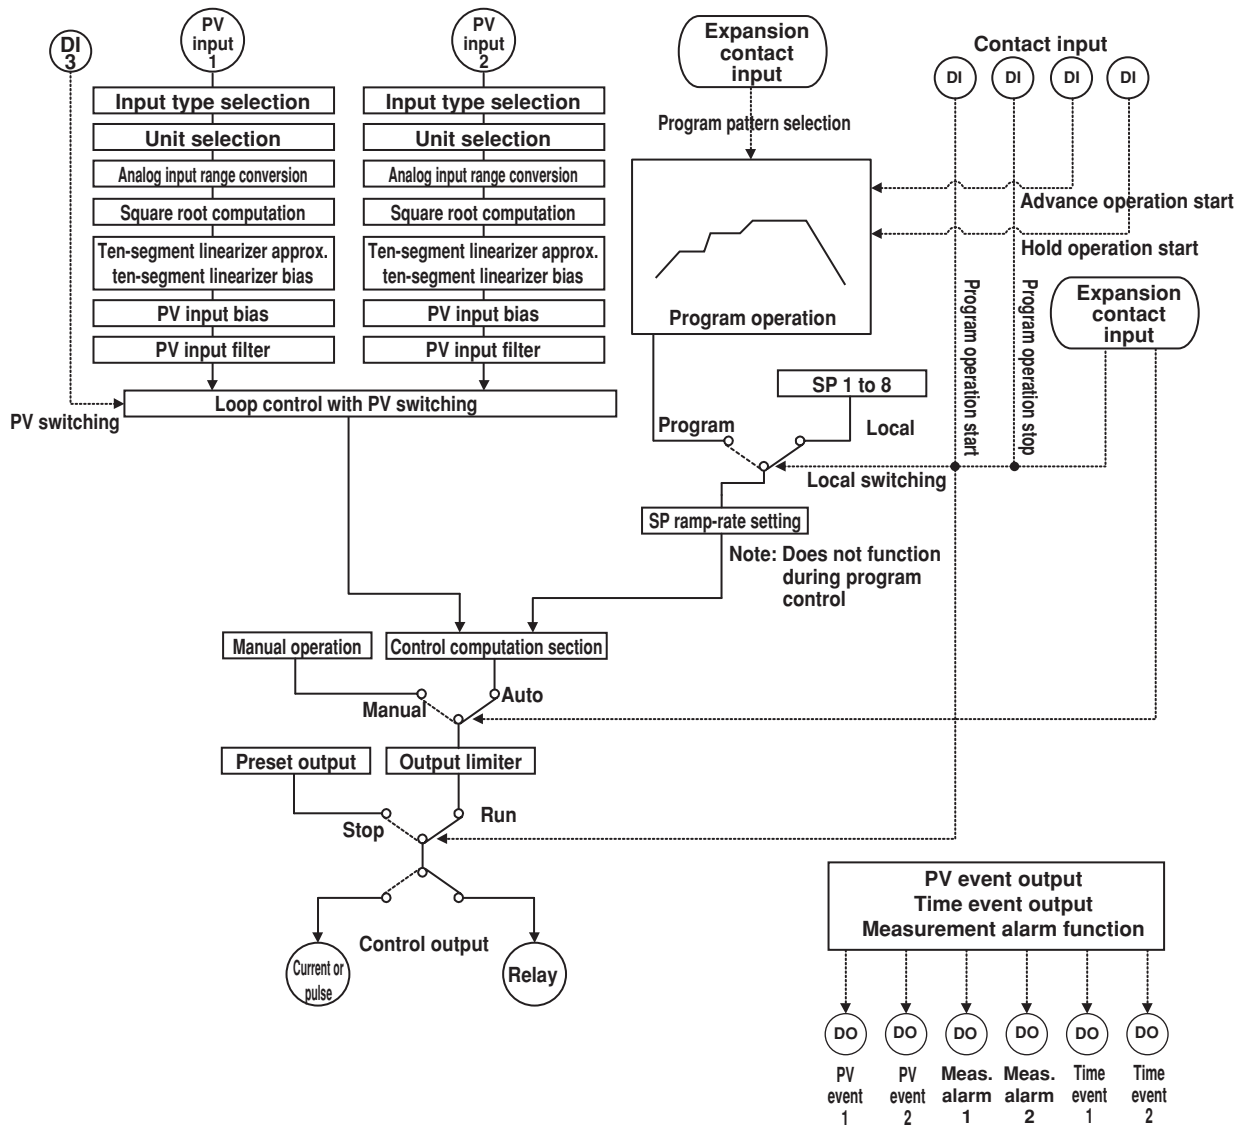 DI
3
PV
input
1
PV
input
2
Expansion
contact
input
Contact input
DI
DI
DI
DI
Input type selection
Unit selection
Analog input range conversion
Square root computation
Ten-segment linearizer approx.
ten-segment linearizer bias
PV input bias
PV input filter
Input type selection
Unit selection
Analog input range conversion
Square root computation
Ten-segment linearizer approx.
ten-segment linearizer bias
PV input bias
PV input filter
Program pattern selection
Program operation
Advance operation start
Hold operation start
Program operation start
Program operation stop
Expansion
contact
input
PV switching
Loop control with PV switching
SP 1 to 8
Program
Local
Local switching
SP ramp-rate setting
Note: Does not function
during program
control
Manual operation
Control computation section
Manual
Auto
Preset output
Output limiter
Stop
Run
Control output
Current or
pulse
Relay
PV event output
Time event output
Measurement alarm function
DO
DO
DO
DO
DO
DO
PV
event
1
PV
event
2
Meas.
alarm
1
Meas.
alarm
2
Time
event
1
Time
event
2